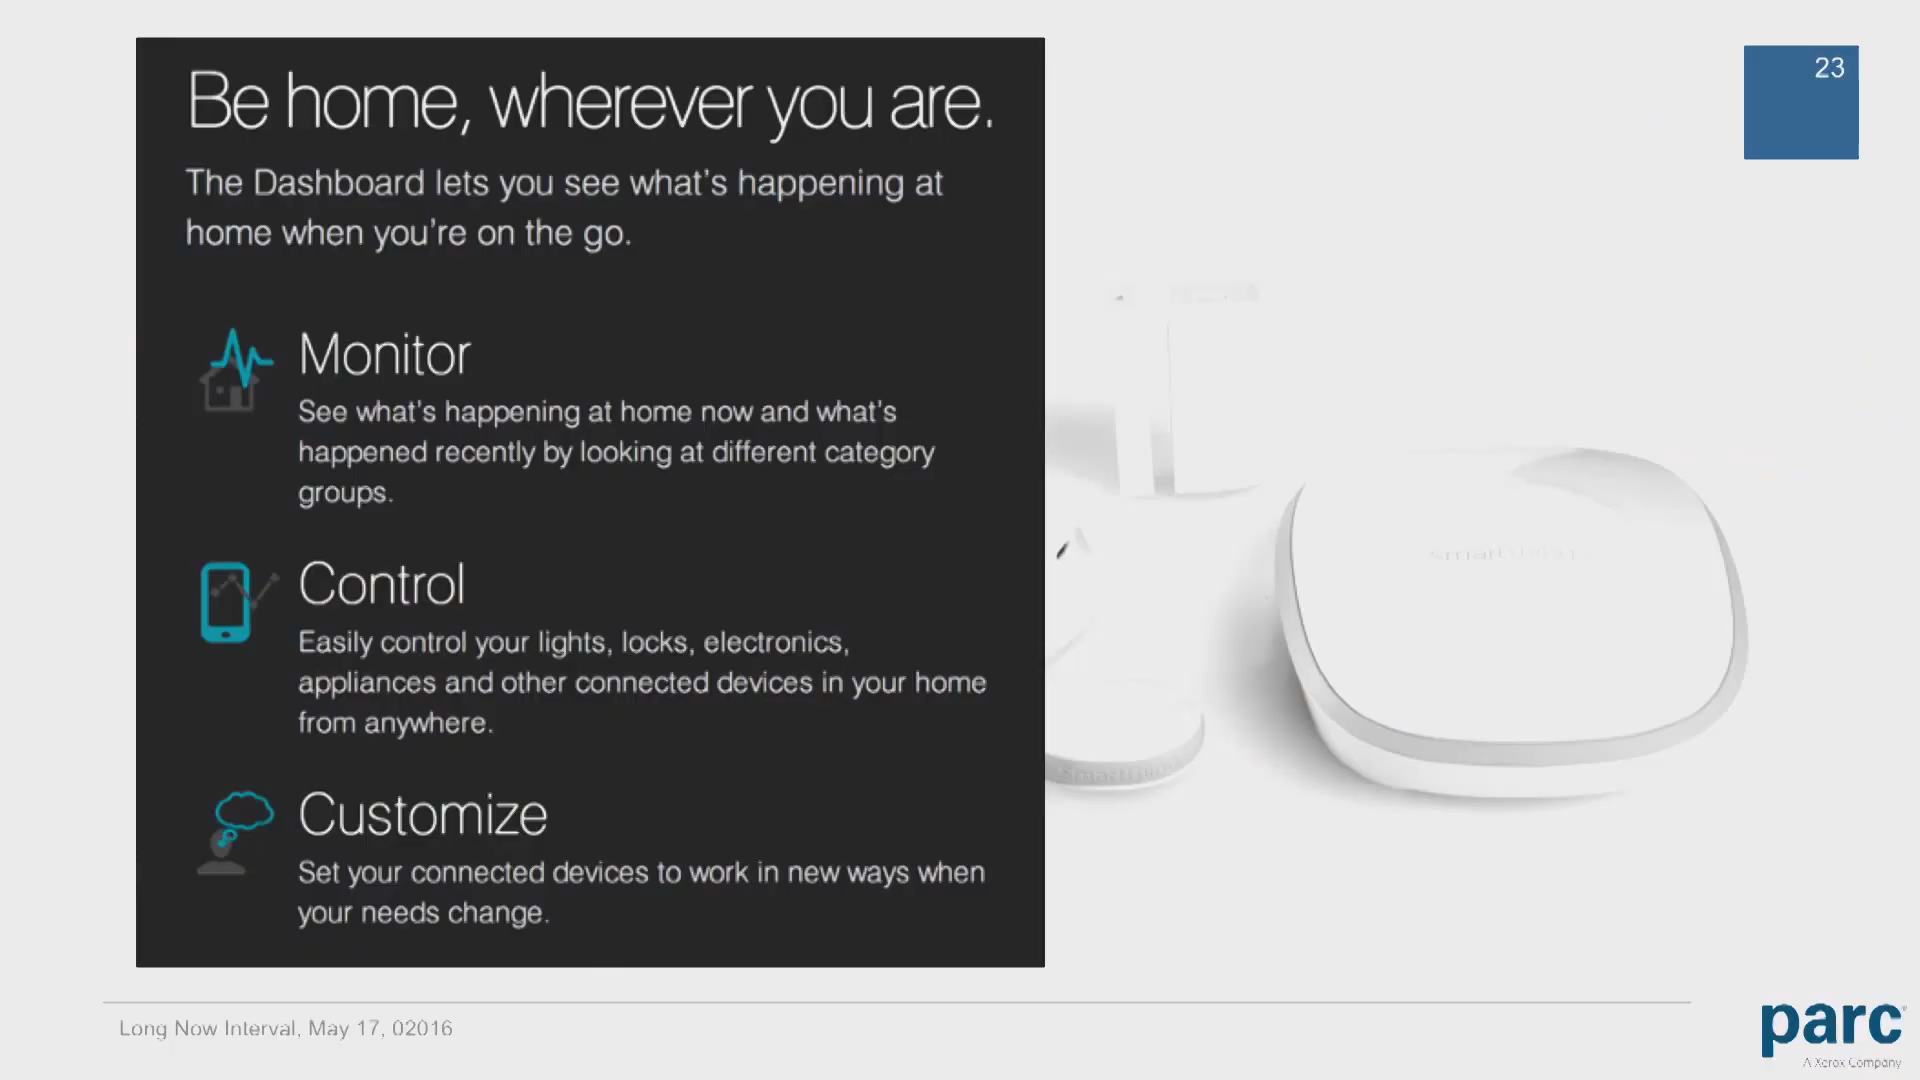 Be home, wherever you are.
23
The Dashboard lets you see what's happening at
home when you're on the go.
Monitor
See what's happening at home now and what's
happened recently by looking at different category
groups.
Control
Easily control your lights, locks, electronics,
appliances and other connected devices in your home
from anywhere.
Customize
Set your connected devices to work in new ways when
your needs change.
smartthings
SmartThings
Long Now Interval, May 17, 02016
parc
A Xerox Company